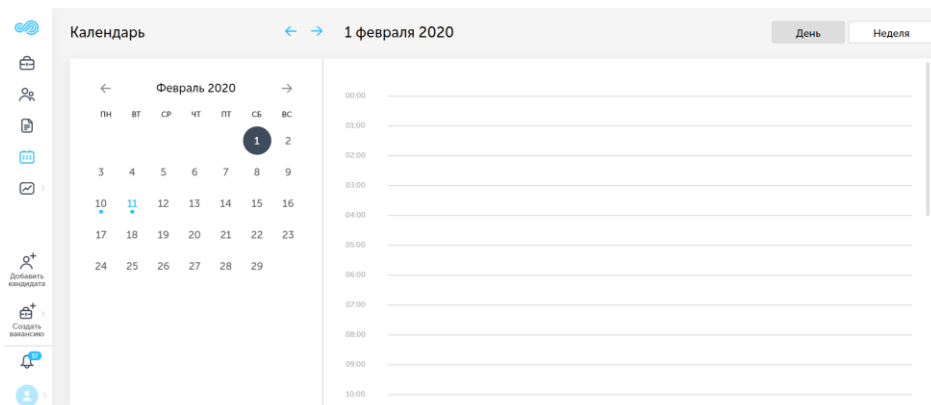 Календарь
1 февраля 2020
День
Неделя
Февраль 2020
ПН ВТ СР ЧТ ПТ СБ ВС
1 2
3 4 5 6 7 8 9
10 11 12 13 14 15 16
17 18 19 20 21 22 23
24 25 26 27 28 29
00:00
01:00
02:00
03:00
04:00
05:00
06:00
07:00
08:00
09:00
10:00
Добавить
кандидата
Создать
вакансию
12